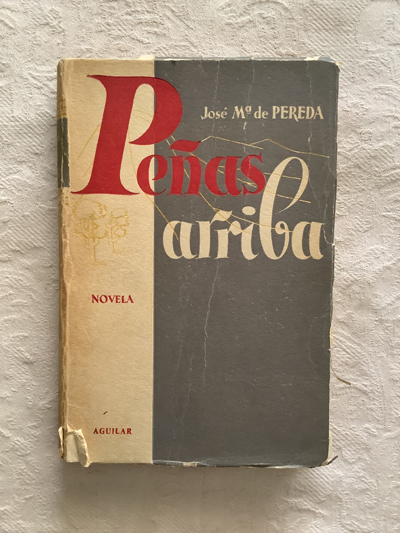 José Mª de PEREDA
Peñas
arriba
NOVELA
AGUILAR